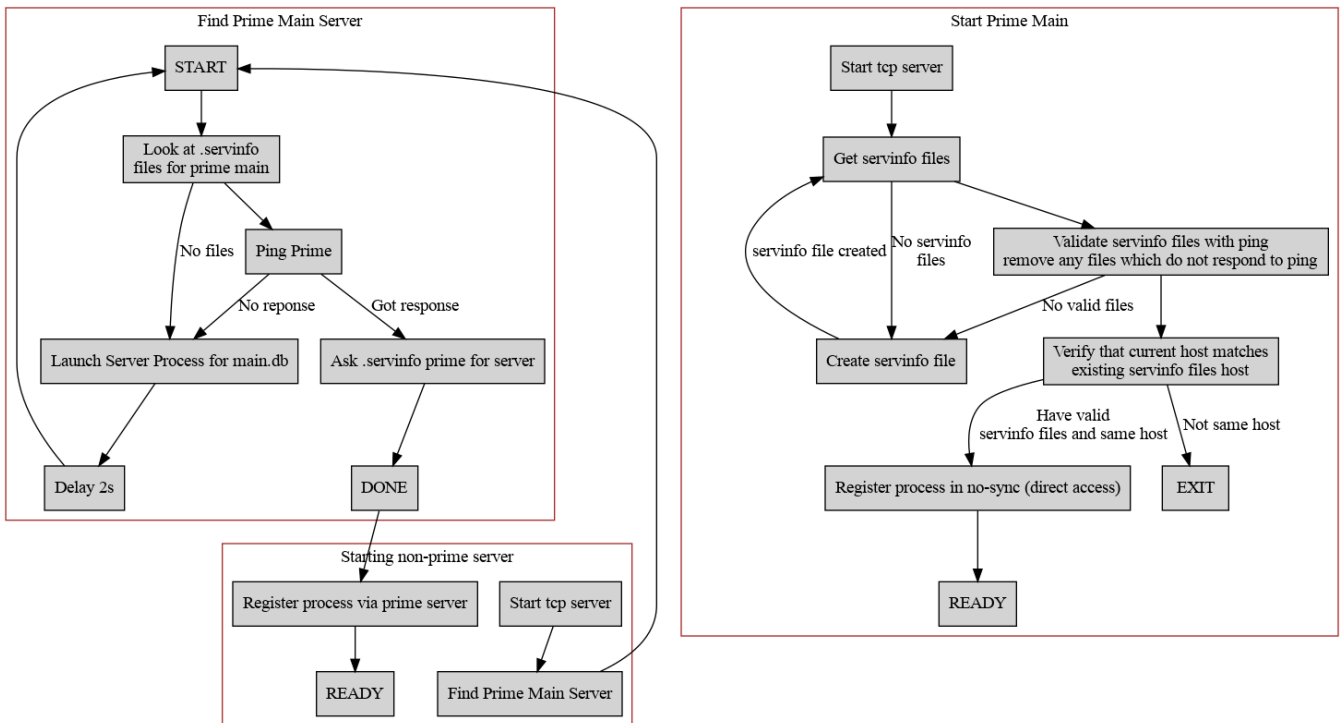 Find Prime Main Server
START
Look at .servinfo
files for prime main
No files
Ping Prime
No reponse
Got response
Launch Server Process for main.db
Ask .servinfo prime for server
Delay 2s
DONE
Starting non-prime server
Register process via prime server
Start tcp server
READY
Find Prime Main Server
Start Prime Main
Start tcp server
Get servinfo files
servinfo file created
No servinfo
files
Validate servinfo files with ping
remove any files which do not respond to ping
No valid files
Create servinfo file
Verify that current host matches
existing servinfo files host
Have valid
servinfo files and same host
Not same host
Register process in no-sync (direct access)
EXIT
READY